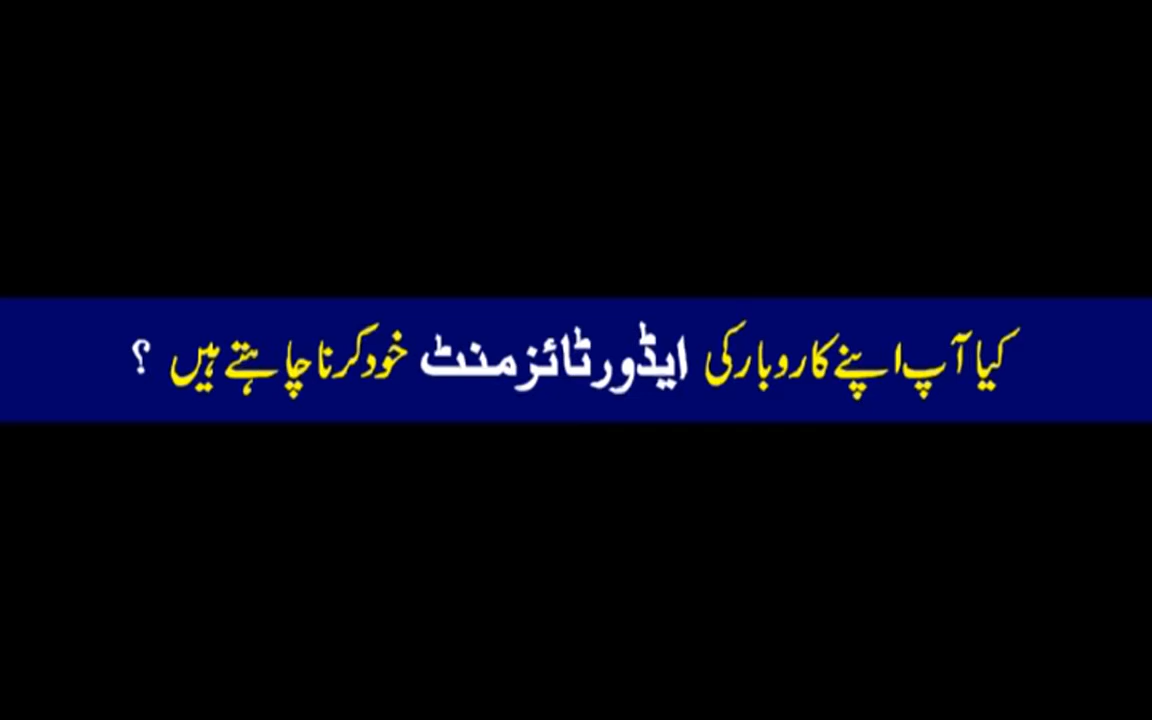 کیا آپ اپنے کاروبار کی ایڈورٹائزمنٹ خود کرنا چاہتے ہیں ؟